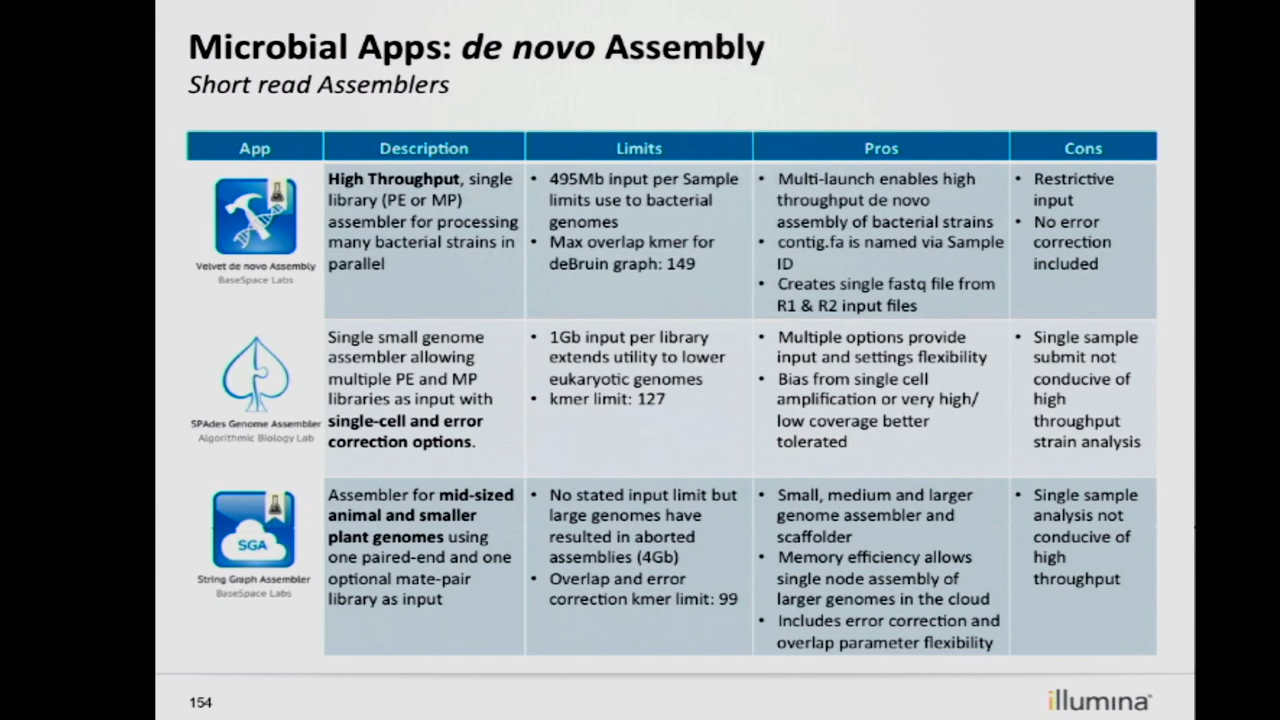 Microbial Apps: de novo Assembly
Short read Assemblers
App
Description
Limits
Pros
Cons
Velvet de novo Assembly
BaseSpace Labs
High Throughput, single
library (PE or MP)
assembler for processing
many bacterial strains in
parallel
• 495Mb input per Sample
limits use to bacterial
genomes
• Max overlap kmer for
deBruin graph: 149
• Multi-launch enables high
throughput de novo
assembly of bacterial strains
• contig.fa is named via Sample
ID
• Creates single fastq file from
R1 & R2 input files
• Restrictive
input
• No error
correction
included
SPAdes Genome Assembler
Algorithmic Biology Lab
Single small genome
assembler allowing
multiple PE and MP
libraries as input with
single-cell and error
correction options.
• 1Gb input per library
extends utility to lower
eukaryotic genomes
• kmer limit: 127
• Multiple options provide
input and settings flexibility
• Bias from single cell
amplification or very high/
low coverage better
tolerated
• Single sample
submit not
conducive of
high
throughput
strain analysis
SGA
String Graph Assembler
BaseSpace Labs
Assembler for mid-sized
animal and smaller
plant genomes using
one paired-end and one
optional mate-pair
library as input
• No stated input limit but
large genomes have
resulted in aborted
assemblies (4Gb)
• Overlap and error
correction kmer limit: 99
• Small, medium and larger
genome assembler and
scaffolder
• Memory efficiency allows
single node assembly of
larger genomes in the cloud
• Includes error correction and
overlap parameter flexibility
• Single sample
analysis not
conducive of
high
throughput
154
illumina